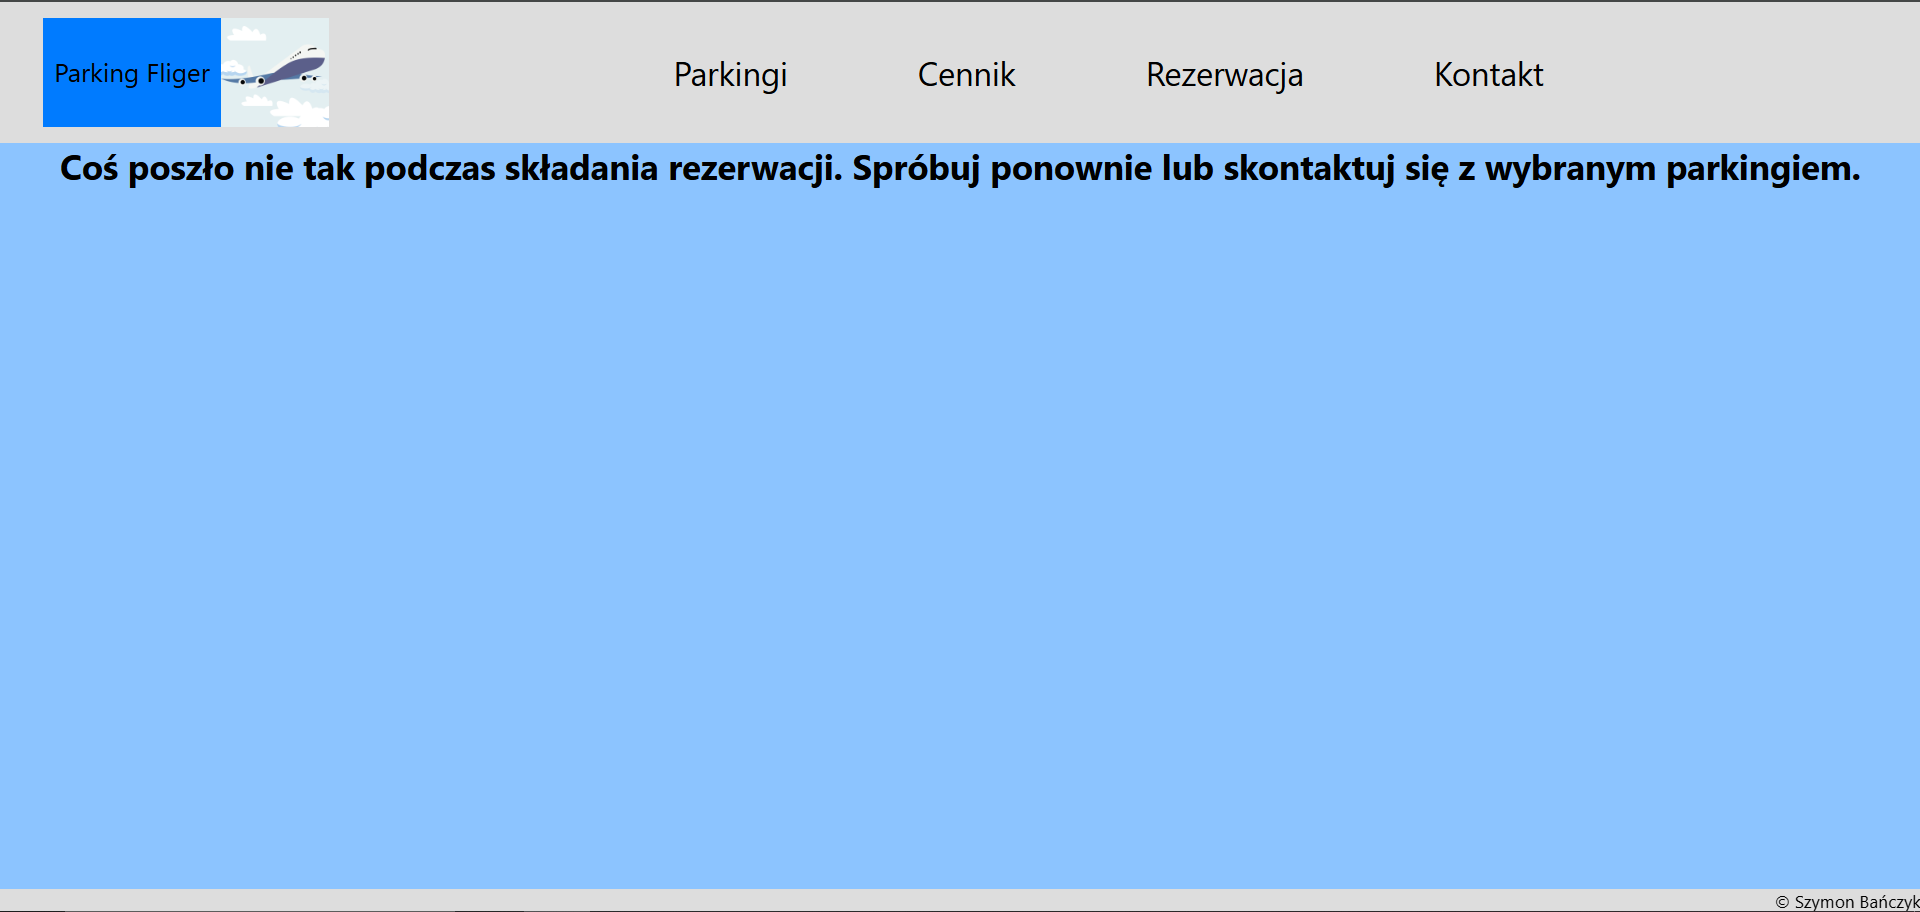 Parking Fliger
Parkingi
Cennik
Rezerwacja
Kontakt
Coś poszło nie tak podczas składania rezerwacji. Spróbuj ponownie lub skontaktuj się z wybranym parkingiem.
© Szymon Bańczyk